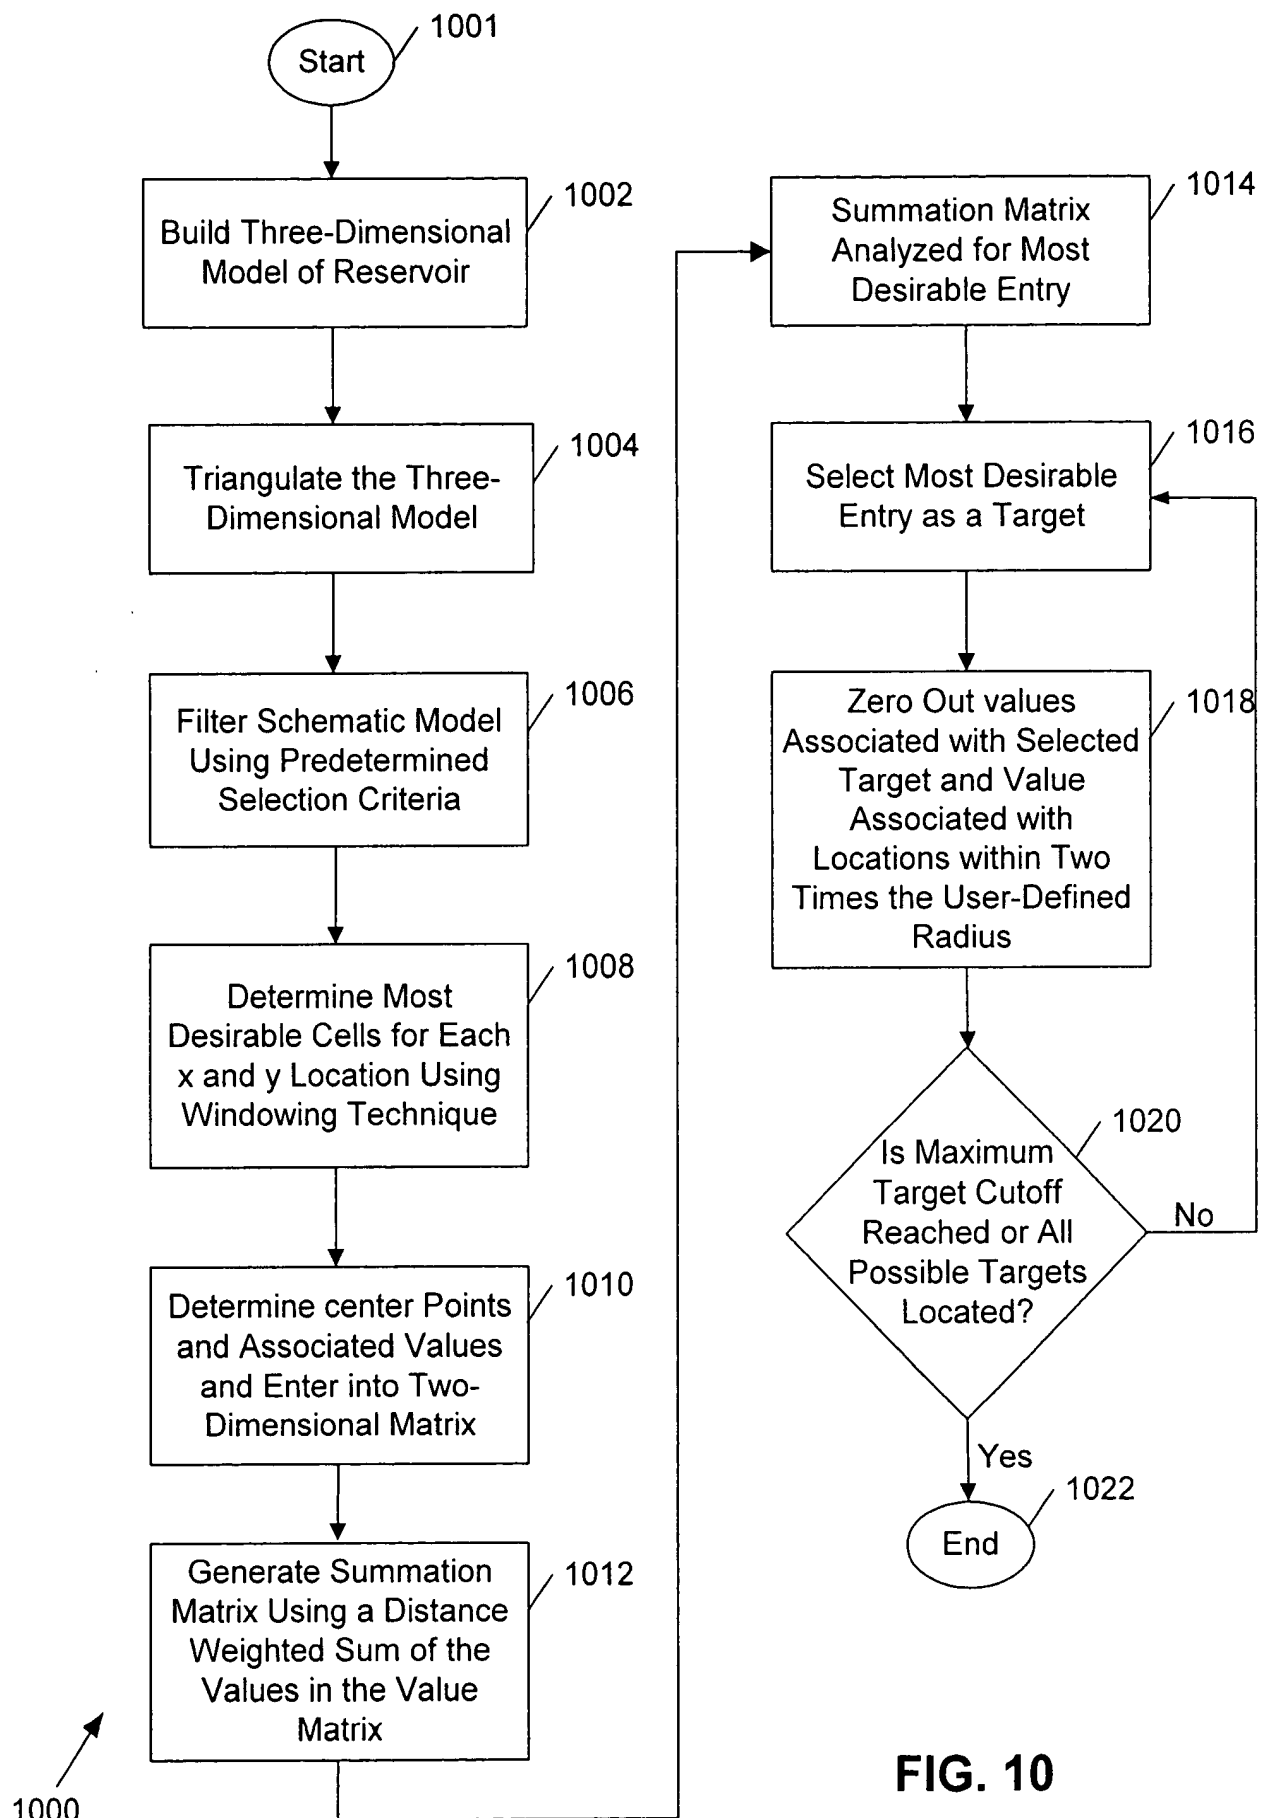 1001
Start
1002
Build Three-Dimensional
Model of Reservoir
1004
Triangulate the Three-
Dimensional Model
1006
Filter Schematic Model
Using Predetermined
Selection Criteria
1008
Determine Most
Desirable Cells for Each
x and y Location Using
Windowing Technique
1010
Determine center Points
and Associated Values
and Enter into Two-
Dimensional Matrix
1012
Generate Summation
Matrix Using a Distance
Weighted Sum of the
Values in the Value
Matrix
1000
1014
Summation Matrix
Analyzed for Most
Desirable Entry
1016
Select Most Desirable
Entry as a Target
1018
Zero Out values
Associated with Selected
Target and Value
Associated with
Locations within Two
Times the User-Defined
Radius
1020
Is Maximum
Target Cutoff
Reached or All
Possible Targets
Located?
No
Yes
1022
End
FIG. 10